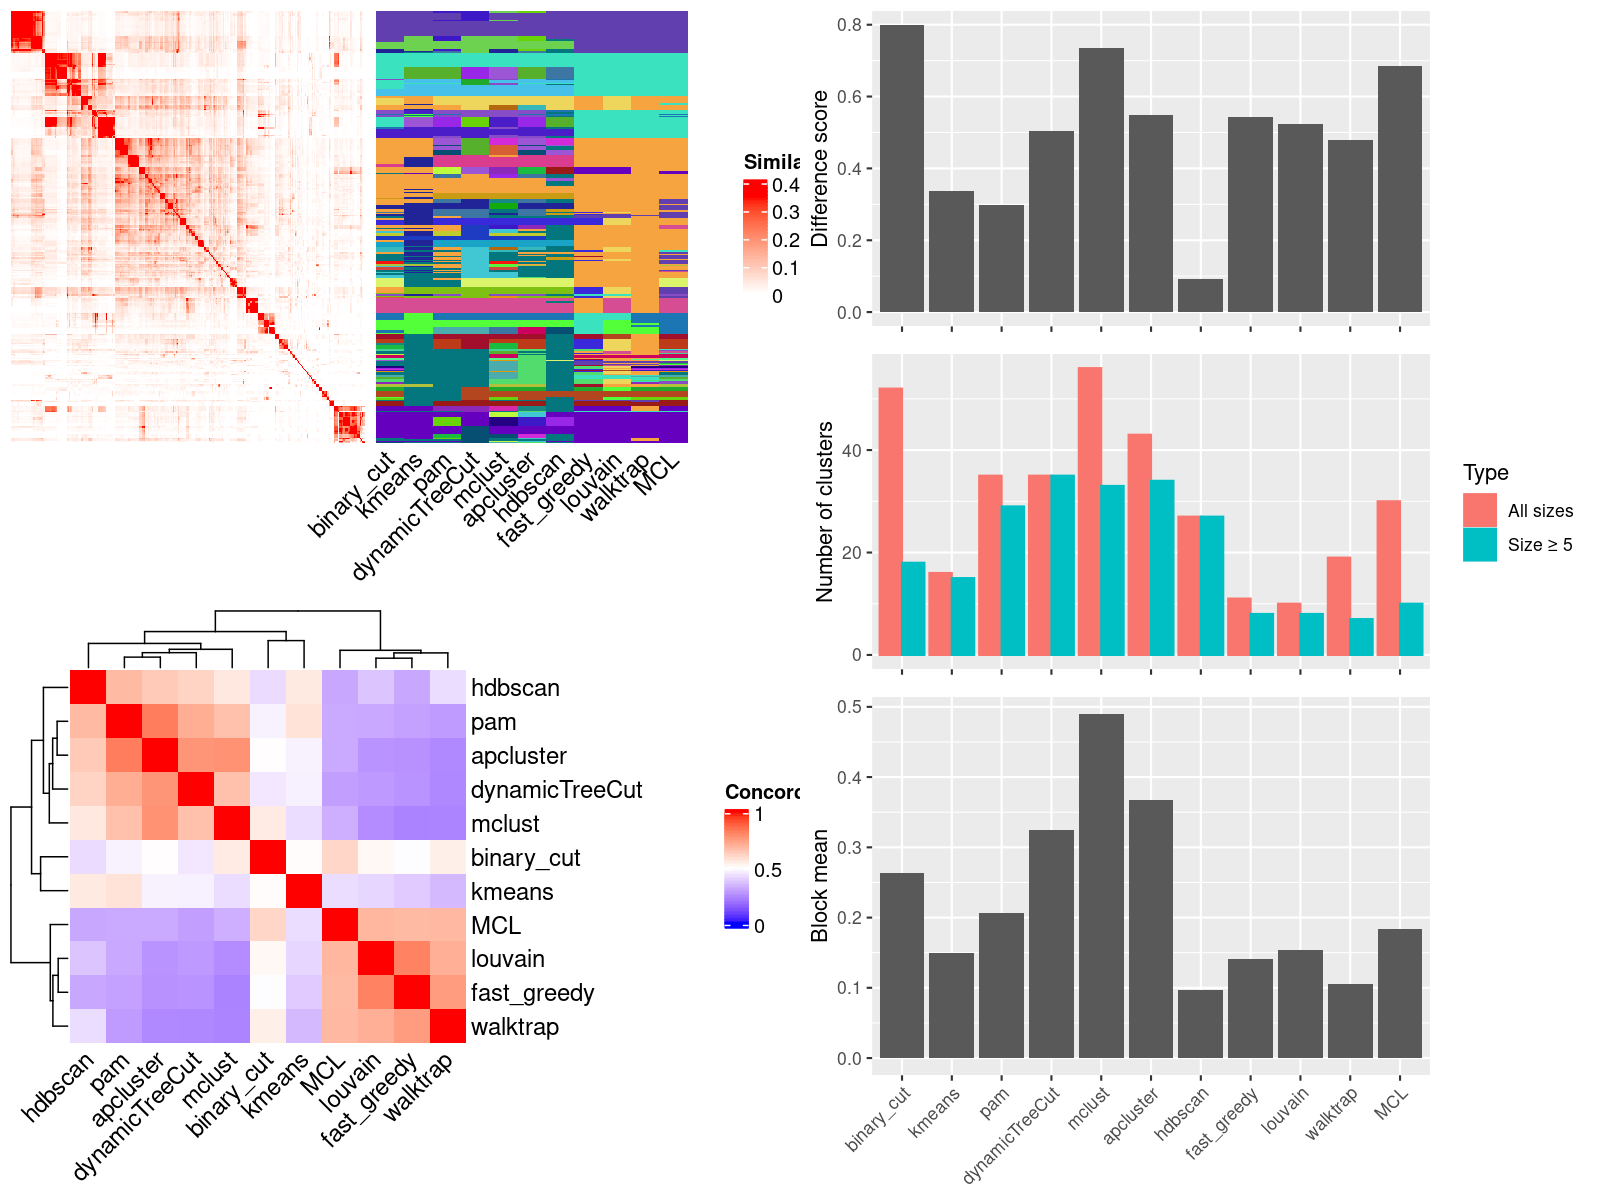 Simila
0.4
0.3
0.2
0.1
0
binary_cut
kmeans
pam
dynamicTreeCut
mclust
apcluster
hdbscan
fast_greedy
louvain
walktrap
MCL
hdbscan
pam
apcluster
dynamicTreeCut
mclust
binary_cut
kmeans
MCL
louvain
fast_greedy
walktrap
hdbscan
pam
apcluster
dynamicTreeCut
mclust
binary_cut
kmeans
MCL
louvain
fast_greedy
walktrap
Concord
1
0.5
0
Difference score
0.8
0.6
0.4
0.2
0.0
Number of clusters
40
20
0
Type
All sizes
Size ≥ 5
Block mean
0.5
0.4
0.3
0.2
0.1
0.0
binary_cut
kmeans
pam
dynamicTreeCut
mclust
apcluster
hdbscan
fast_greedy
louvain
walktrap
MCL